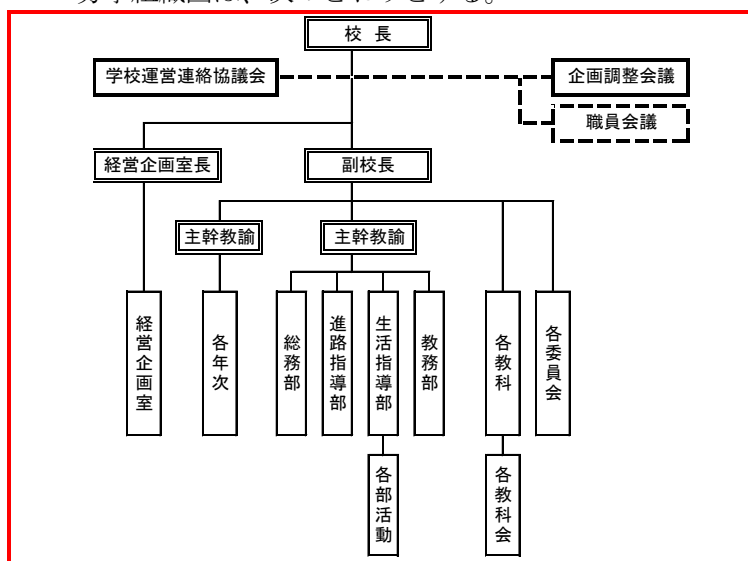 校 長
学校運営連絡協議会
企画調整会議
職員会議
経営企画室長
副校長
主幹教諭
主幹教諭
経営企画室
各年次
総務部
進路指導部
生活指導部
教務部
各教科
各委員会
各部活動
各教科会